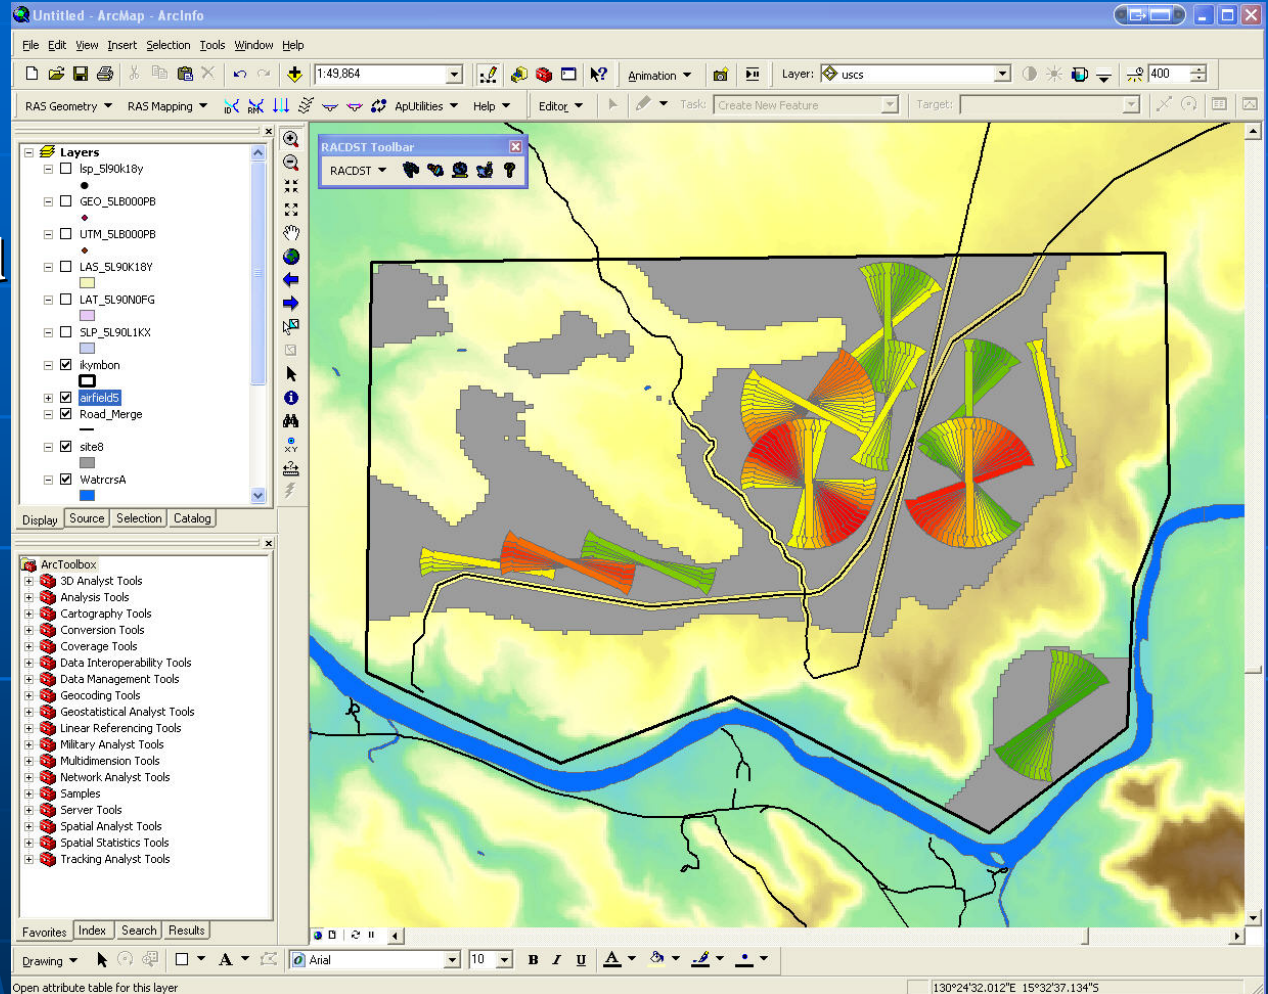 Untitled - ArcMap - ArcInfo
File Edit View Insert Selection Tools Window Help
1:49,864 Animation Layer: uscs 400
RAS Geometry RAS Mapping ApUtilities Help Editor Task: Create New Feature Target:
RACDST Toolbar
RACDST
Layers
lsp_5l90k18y
GEO_5LB000PB
UTM_5LB000PB
LAS_5L90K18Y
LAT_5L90N0FG
SLP_5L90L1KX
ikymbon
airfield5
Road_Merge
site8
WatrcrsA
Display Source Selection Catalog
ArcToolbox
3D Analyst Tools
Analysis Tools
Cartography Tools
Conversion Tools
Coverage Tools
Data Interoperability Tools
Data Management Tools
Geocoding Tools
Geostatistical Analyst Tools
Linear Referencing Tools
Military Analyst Tools
Multidimension Tools
Network Analyst Tools
Samples
Server Tools
Spatial Analyst Tools
Spatial Statistics Tools
Tracking Analyst Tools
Favorites Index Search Results
Drawing A Arial 10 B I U A
Open attribute table for this layer
130°24'32.012"E 15°32'37.134"S